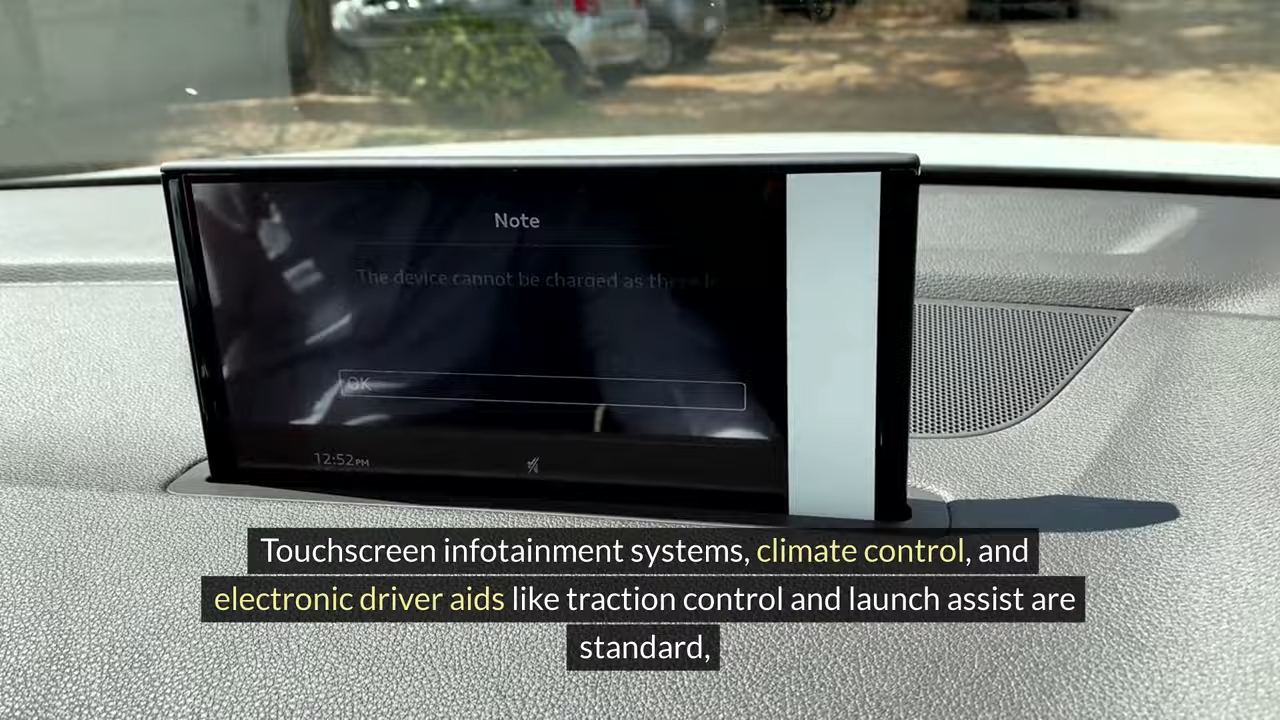 Note
The device cannot be charged as there
OK
12:52PM
Touchscreen infotainment systems, climate control, and
electronic driver aids like traction control and launch assist are
standard,